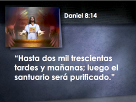 Daniel 8:14
“Hasta dos mil trescientas
tardes y mañanas; luego el
santuario será purificado.”